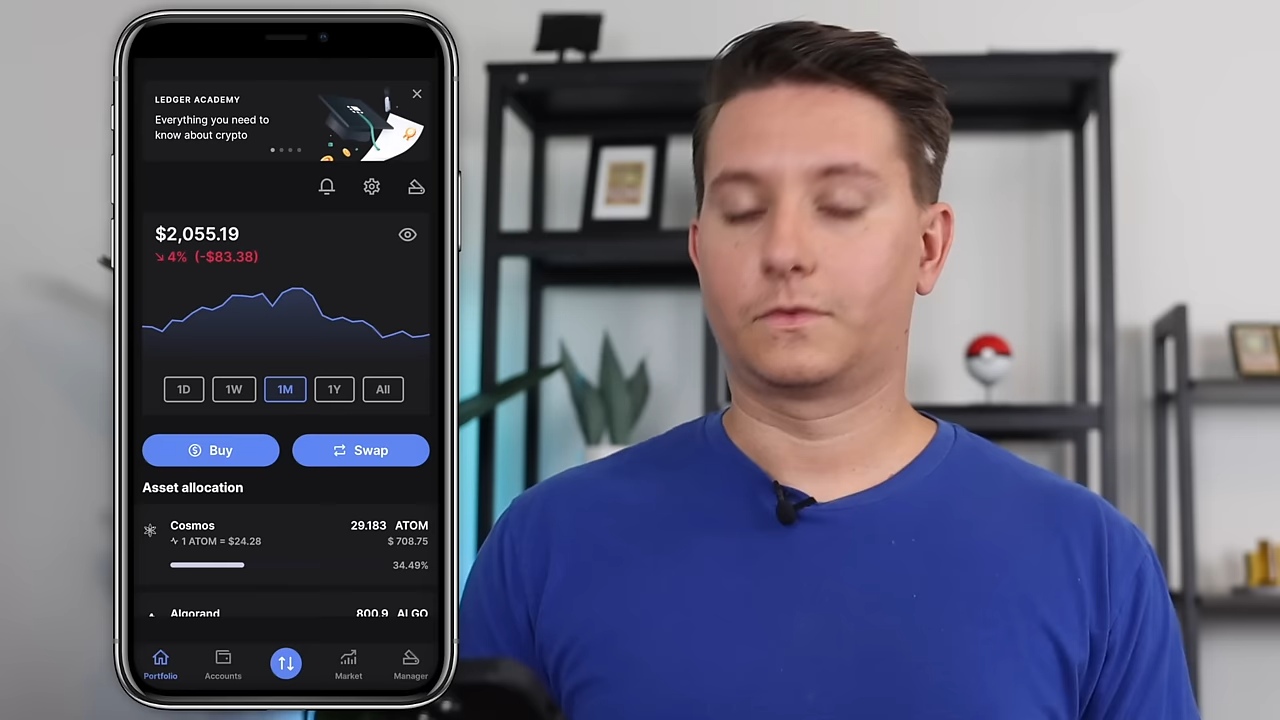 LEDGER ACADEMY
Everything you need to
know about crypto
$2,055.19
4% (-$83.38)
1D 1W 1M 1Y All
Buy Swap
Asset allocation
Cosmos 29.183 ATOM
1 ATOM = $24.28 $ 708.75
34.49%
Algorand 800.9 ALGO
Portfolio Accounts Market Manager